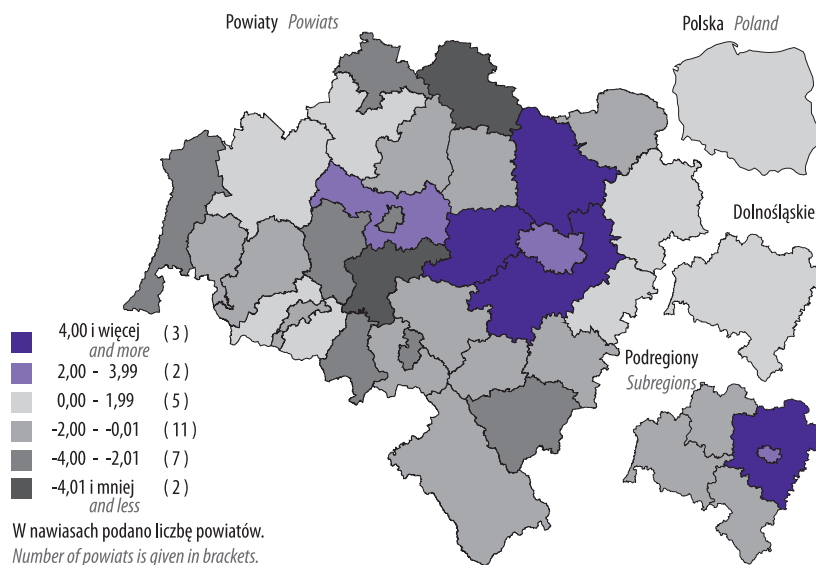 Powiaty Powiats
Polska Poland
Dolnośląskie
Podregiony
Subregions
4,00 i więcej ( 3 )
and more
2,00 - 3,99 ( 2 )
0,00 - 1,99 ( 5 )
-2,00 - -0,01 ( 11 )
-4,00 - -2,01 ( 7 )
-4,01 i mniej ( 2 )
and less
W nawiasach podano liczbę powiatów.
Number of powiats is given in brackets.